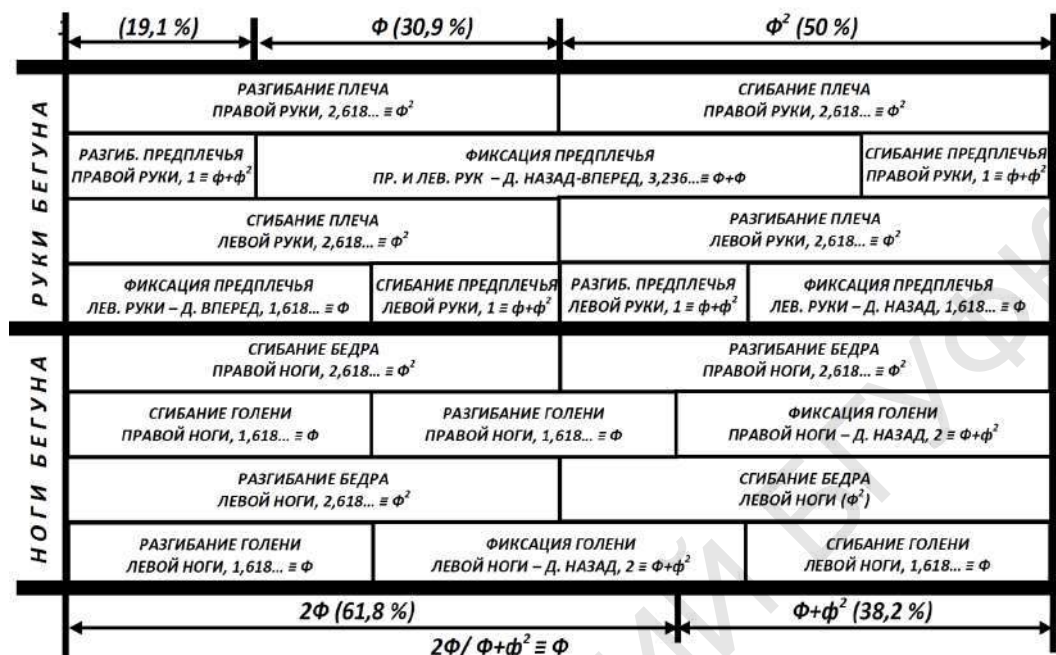 (19,1 %) Ф (30,9 %) Ф² (50 %)
РУКИ БЕГУНА
РАЗГИБАНИЕ ПЛЕЧА
ПРАВОЙ РУКИ, 2,618... ≡ Ф²
СГИБАНИЕ ПЛЕЧА
ПРАВОЙ РУКИ, 2,618... ≡ Ф²
РАЗГИБ. ПРЕДПЛЕЧЬЯ
ПРАВОЙ РУКИ, 1 ≡ ф+ф²
ФИКСАЦИЯ ПРЕДПЛЕЧЬЯ
ПР. И ЛЕВ. РУК – Д. НАЗАД-ВПЕРЕД, 3,236...≡ Ф+Ф
СГИБАНИЕ ПРЕДПЛЕЧЬЯ
ПРАВОЙ РУКИ, 1 ≡ ф+ф²
СГИБАНИЕ ПЛЕЧА
ЛЕВОЙ РУКИ, 2,618... ≡ Ф²
РАЗГИБАНИЕ ПЛЕЧА
ЛЕВОЙ РУКИ, 2,618... ≡ Ф²
ФИКСАЦИЯ ПРЕДПЛЕЧЬЯ
ЛЕВ. РУКИ – Д. ВПЕРЕД, 1,618... ≡ Ф
СГИБАНИЕ ПРЕДПЛЕЧЬЯ
ЛЕВОЙ РУКИ, 1 ≡ ф+ф²
РАЗГИБ. ПРЕДПЛЕЧЬЯ
ЛЕВОЙ РУКИ, 1 ≡ ф+ф²
ФИКСАЦИЯ ПРЕДПЛЕЧЬЯ
ЛЕВ. РУКИ – Д. НАЗАД, 1,618... ≡ Ф
НОГИ БЕГУНА
СГИБАНИЕ БЕДРА
ПРАВОЙ НОГИ, 2,618... ≡ Ф²
РАЗГИБАНИЕ БЕДРА
ПРАВОЙ НОГИ, 2,618... ≡ Ф²
СГИБАНИЕ ГОЛЕНИ
ПРАВОЙ НОГИ, 1,618... ≡ Ф
РАЗГИБАНИЕ ГОЛЕНИ
ПРАВОЙ НОГИ, 1,618... ≡ Ф
ФИКСАЦИЯ ГОЛЕНИ
ПРАВОЙ НОГИ – Д. НАЗАД, 2 ≡ Ф+ф²
РАЗГИБАНИЕ БЕДРА
ЛЕВОЙ НОГИ, 2,618... ≡ Ф²
СГИБАНИЕ БЕДРА
ЛЕВОЙ НОГИ (Ф²)
РАЗГИБАНИЕ ГОЛЕНИ
ЛЕВОЙ НОГИ, 1,618... ≡ Ф
ФИКСАЦИЯ ГОЛЕНИ
ЛЕВОЙ НОГИ – Д. НАЗАД, 2 ≡ Ф+ф²
СГИБАНИЕ ГОЛЕНИ
ЛЕВОЙ НОГИ, 1,618... ≡ Ф
2Ф (61,8 %) Ф+ф² (38,2 %)
2Ф/ Ф+ф² ≡ Ф